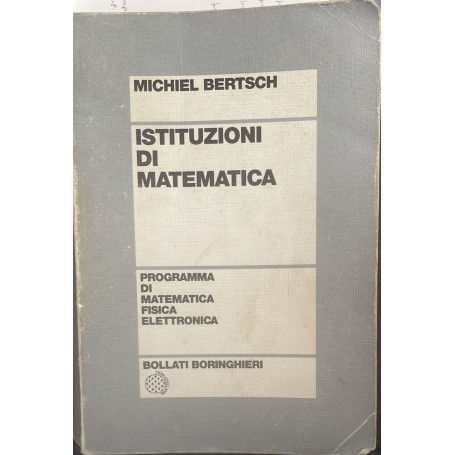 MICHIEL BERTSCH
ISTITUZIONI
DI
MATEMATICA
PROGRAMMA
DI
MATEMATICA
FISICA
ELETTRONICA
BOLLATI BORINGHIERI